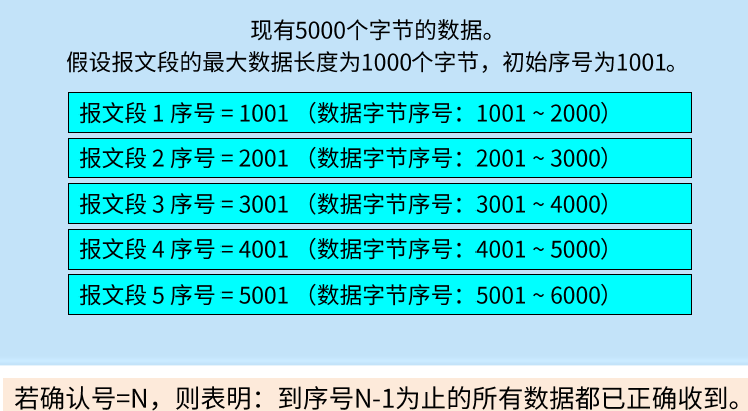 现有5000个字节的数据。
假设报文段的最大数据长度为1000个字节，初始序号为1001。
报文段 1 序号 = 1001 （数据字节序号：1001 ~ 2000）
报文段 2 序号 = 2001 （数据字节序号：2001 ~ 3000）
报文段 3 序号 = 3001 （数据字节序号：3001 ~ 4000）
报文段 4 序号 = 4001 （数据字节序号：4001 ~ 5000）
报文段 5 序号 = 5001 （数据字节序号：5001 ~ 6000）
若确认号=N，则表明：到序号N-1为止的所有数据都已正确收到。